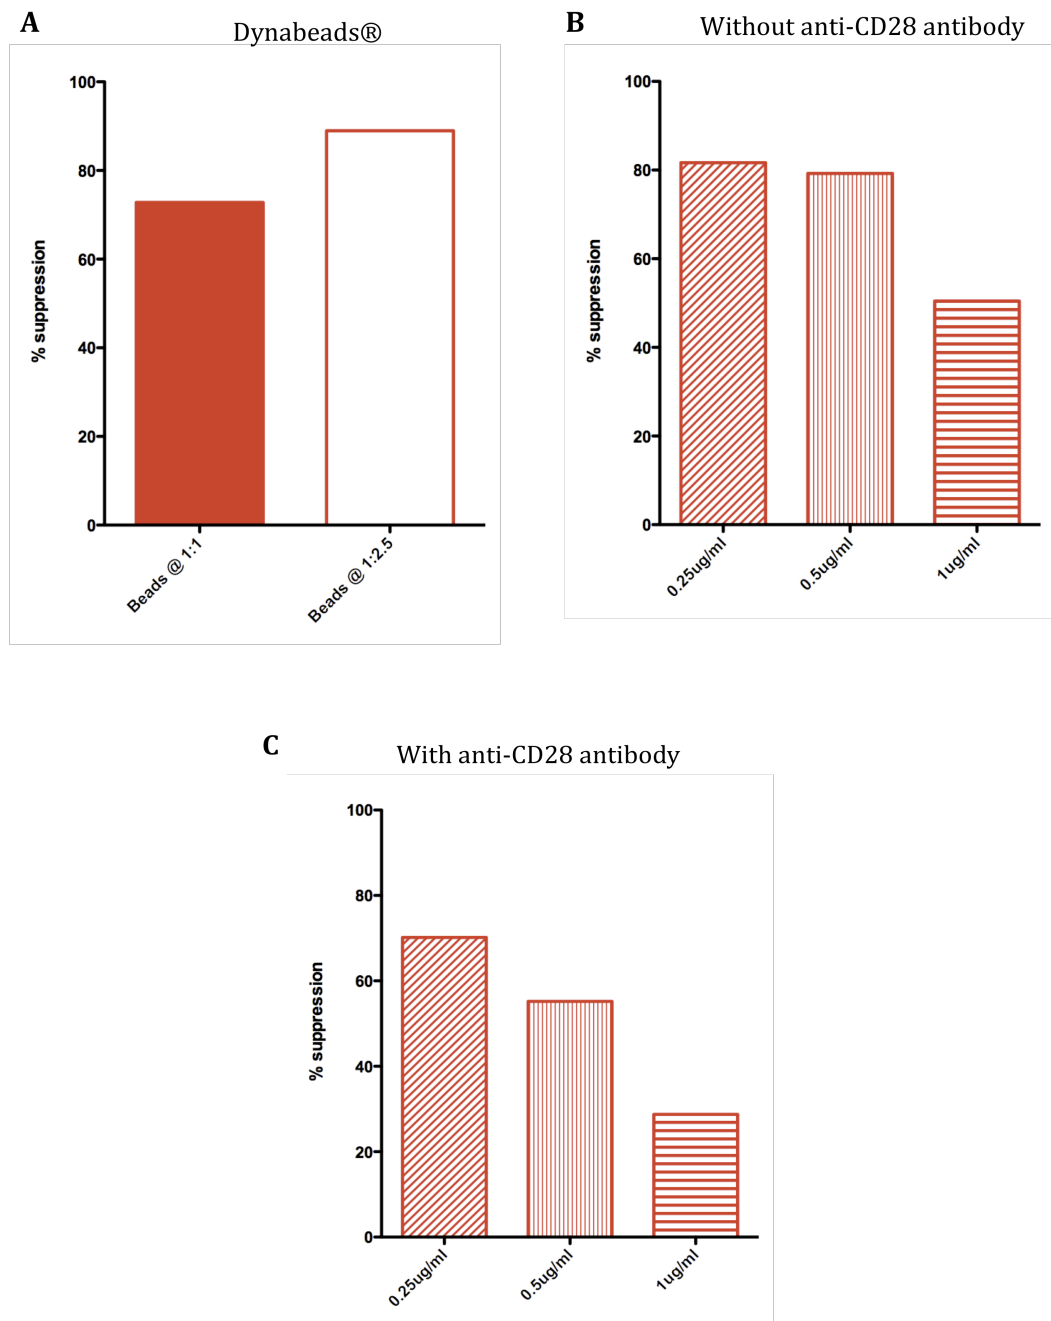 A
Dynabeads®
100
80
60
40
20
0
% suppression
Beads @ 1:1
Beads @ 1:2.5
B
Without anti-CD28 antibody
100
80
60
40
20
0
% suppression
0.25ug/ml
0.5ug/ml
1ug/ml
C
With anti-CD28 antibody
100
80
60
40
20
0
% suppression
0.25ug/ml
0.5ug/ml
1ug/ml